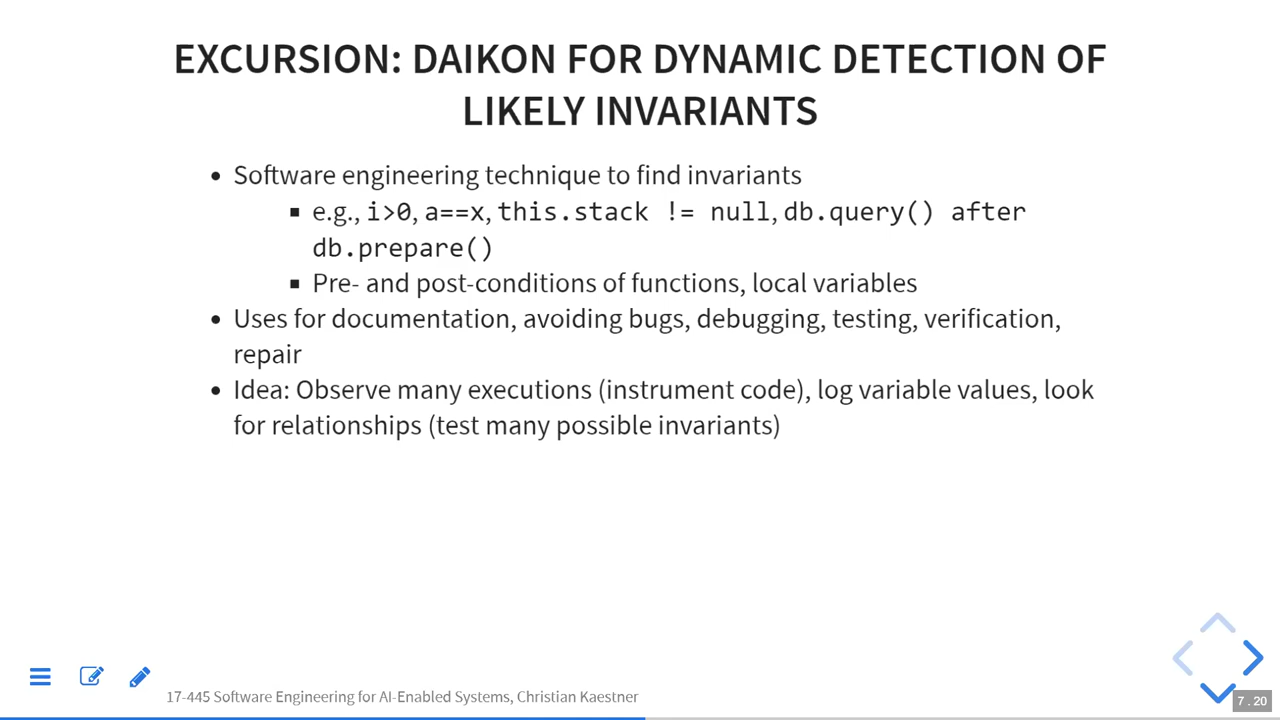 EXCURSION: DAIKON FOR DYNAMIC DETECTION OF
LIKELY INVARIANTS
• Software engineering technique to find invariants
▪ e.g., i>0, a==x, this.stack != null, db.query() after
db.prepare()
▪ Pre- and post-conditions of functions, local variables
• Uses for documentation, avoiding bugs, debugging, testing, verification,
repair
• Idea: Observe many executions (instrument code), log variable values, look
for relationships (test many possible invariants)
17-445 Software Engineering for AI-Enabled Systems, Christian Kaestner
7 . 20